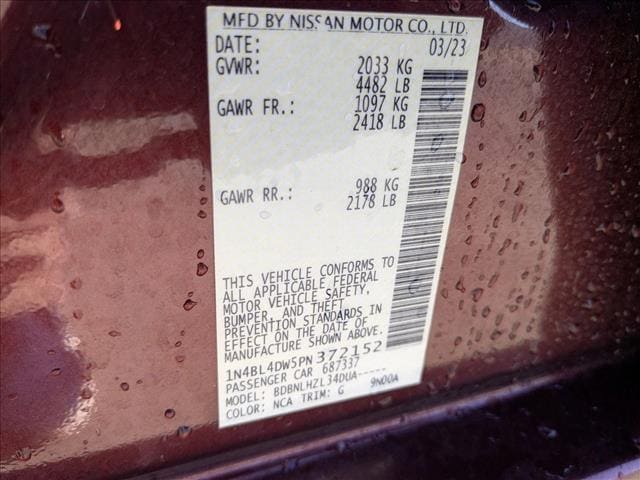 MFD BY NISSAN MOTOR CO., LTD.
DATE: 03/23
GVWR: 2033 KG
4482 LB
GAWR FR.: 1097 KG
2418 LB
GAWR RR.: 988 KG
2178 LB
THIS VEHICLE CONFORMS TO
ALL APPLICABLE FEDERAL
MOTOR VEHICLE SAFETY,
BUMPER, AND THEFT
PREVENTION STANDARDS IN
EFFECT ON THE DATE OF
MANUFACTURE SHOWN ABOVE.
1N4BL4DW5PN372152
PASSENGER CAR 687337
MODEL: BDBNLHZL34DUA-----
COLOR: NCA TRIM: G 9N00A